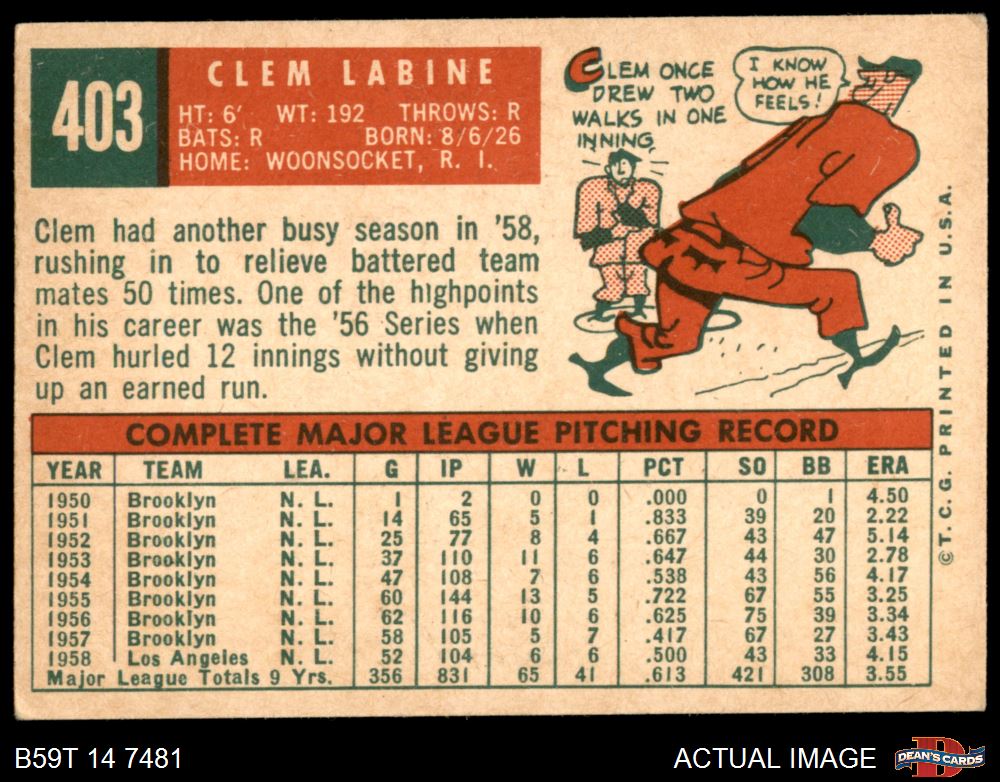 403
CLEM LABINE
HT: 6' WT: 192 THROWS: R
BATS: R BORN: 8/6/26
HOME: WOONSOCKET, R. I.
CLEM ONCE
DREW TWO
WALKS IN ONE
INNING
I KNOW
HOW HE
FEELS!
Clem had another busy season in '58,
rushing in to relieve battered team
mates 50 times. One of the highpoints
in his career was the '56 Series when
Clem hurled 12 innings without giving
up an earned run.
COMPLETE MAJOR LEAGUE PITCHING RECORD
YEAR TEAM LEA. G IP W L PCT SO BB ERA
1950 Brooklyn N. L. 1 2 0 0 .000 0 1 4.50
1951 Brooklyn N. L. 14 65 5 1 .833 39 20 2.22
1952 Brooklyn N. L. 25 77 8 4 .667 43 47 5.14
1953 Brooklyn N. L. 37 110 11 6 .647 44 30 2.78
1954 Brooklyn N. L. 47 108 7 6 .538 43 56 4.17
1955 Brooklyn N. L. 60 144 13 5 .722 67 55 3.25
1956 Brooklyn N. L. 62 116 10 6 .625 75 39 3.34
1957 Brooklyn N. L. 58 105 5 7 .417 67 27 3.43
1958 Los Angeles N. L. 52 104 6 6 .500 43 33 4.15
Major League Totals 9 Yrs. 356 831 65 41 .613 421 308 3.55
© T. C. G. PRINTED IN U.S.A.
B59T 14 7481
ACTUAL IMAGE
D
DEAN'S CARDS